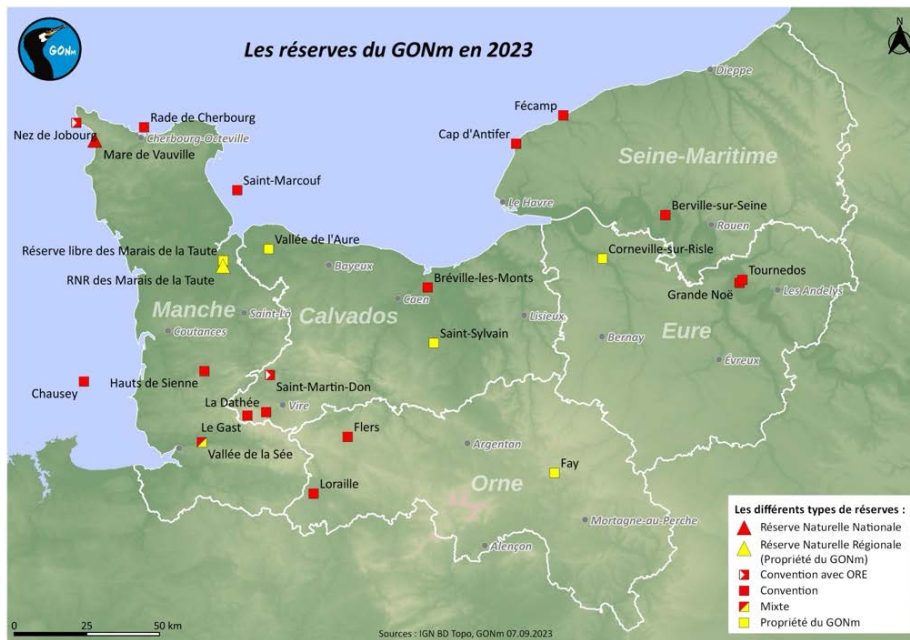 GONm
Les réserves du GONm en 2023
N
Dieppe
Fécamp
Rade de Cherbourg
Nez de Jobourg
Cherbourg-Octeville
Cap d'Antifer
Mare de Vauville
Seine-Maritime
Saint-Marcouf
Le Havre
Berville-sur-Seine
Rouen
Vallée de l'Aure
Réserve libre des Marais de la Taute
Corneville-sur-Risle
Bayeux
RNR des Marais de la Taute
Tournedos
Bréville-les-Monts
Grande Noë
Les Andelys
Caen
Manche
Saint-Lô
Calvados
Lisieux
Coutances
Saint-Sylvain
Eure
Bernay
Évreux
Hauts de Sienne
Saint-Martin-Don
Chausey
La Dathée
Vire
Le Gast
Flers
Argentan
Vallée de la Sée
Fay
Loraille
Orne
Mortagne-au-Perche
Alençon
Les différents types de réserves :
Réserve Naturelle Nationale
Réserve Naturelle Régionale
(Propriété du GONm)
Convention avec ORE
Convention
Mixte
Propriété du GONm
0 25 50 km
Sources : IGN BD Topo, GONm 07.09.2023